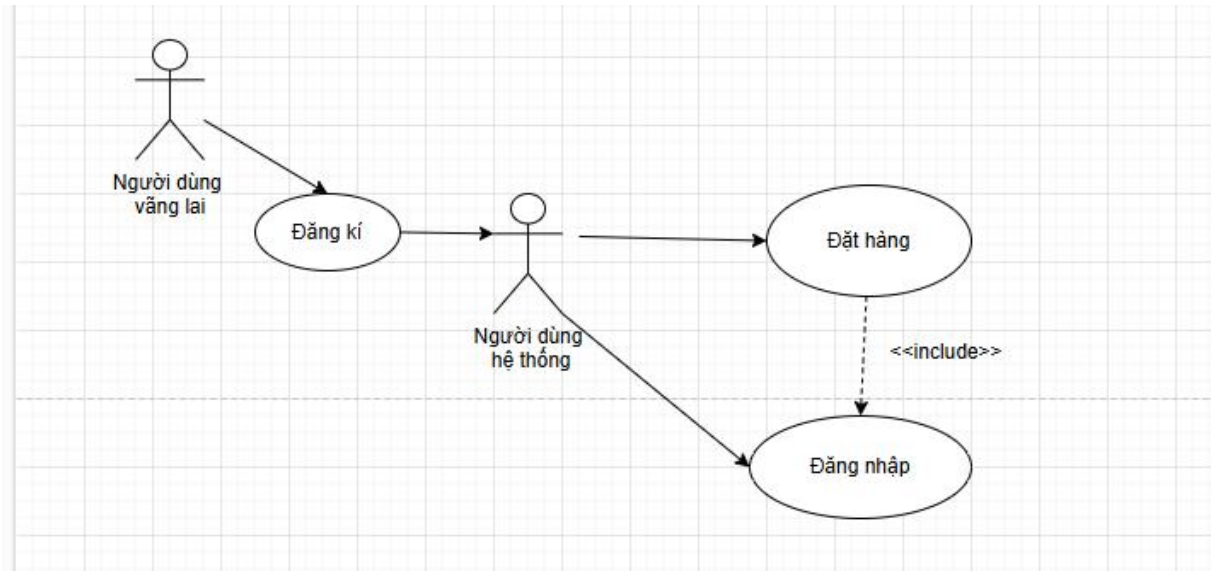 Người dùng
vãng lai
Đăng kí
Người dùng
hệ thống
Đặt hàng
<<include>>
Đăng nhập